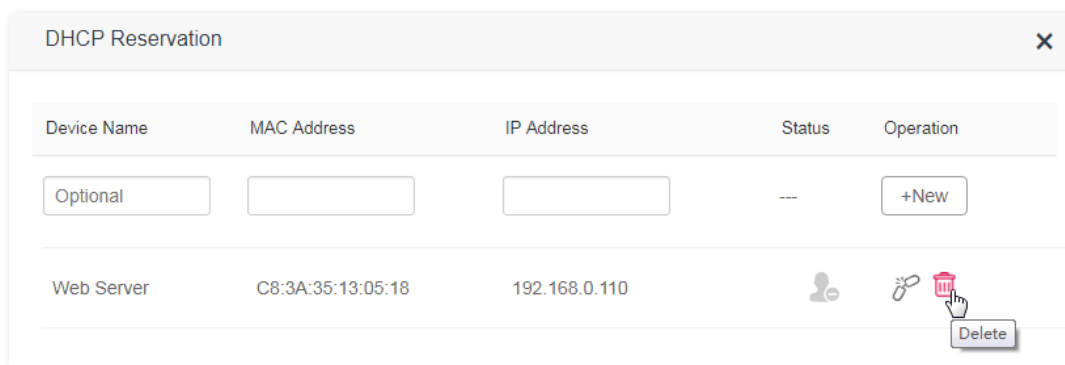 DHCP Reservation
Device Name MAC Address IP Address Status Operation
Optional --- +New
Web Server C8:3A:35:13:05:18 192.168.0.110
Delete